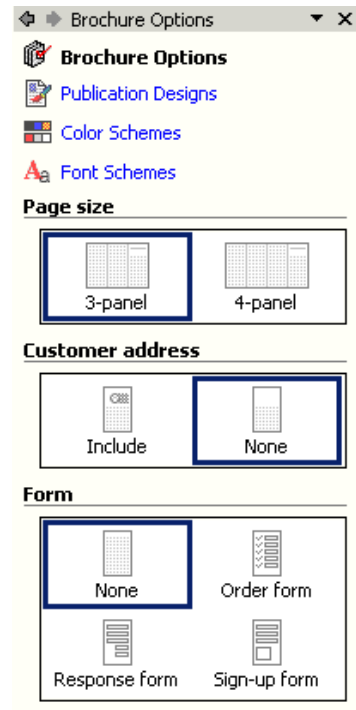 Brochure Options
Brochure Options
Publication Designs
Color Schemes
Font Schemes
Page size
3-panel 4-panel
Customer address
Include None
Form
None Order form
Response form Sign-up form